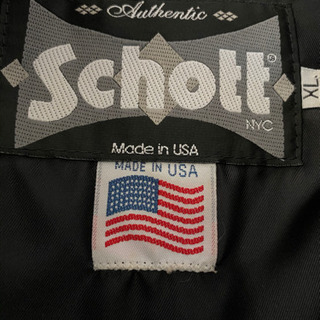 Authentic
Schott®
NYC
XL
Made in USA
MADE IN USA